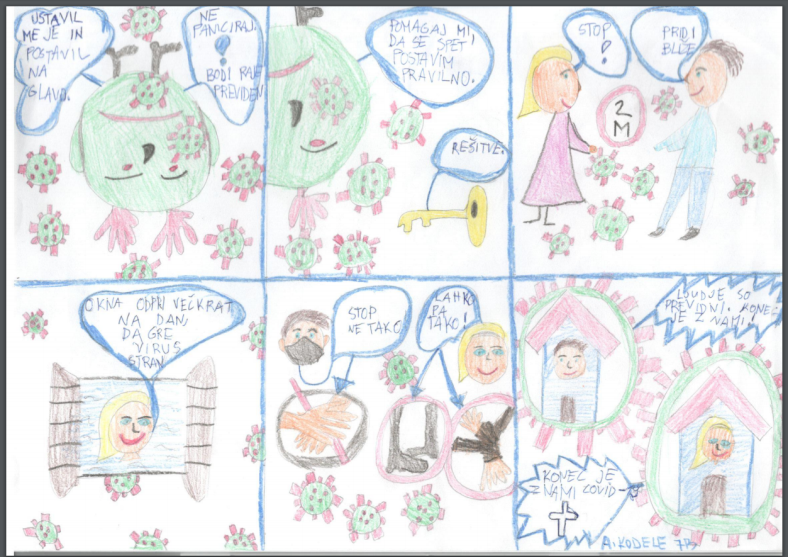 USTAVIL
ME JE IN
POSTAVIL
NA
GLAVO.
NE
PANICIRAJ.
?
BODI RAJE
PREVIDEN
POMAGAJ MI
DA SE SPET!
POSTAVIM
PRAVILNO.
REŠITVE.
STOP
!
PRIDI
BLIŽE
2
M
OKNA ODPRI VEČKRAT
NA DAN,
DA GRE
VIRUS
STRAN.
STOP
NE TAKO
LAHKO
PA
TAKO!
LJUDJE SO
PREVIDNI. KONEC
JE Z NAMI!
KONEC JE
Z NAMI COVID-19
A. KODELE 7.B